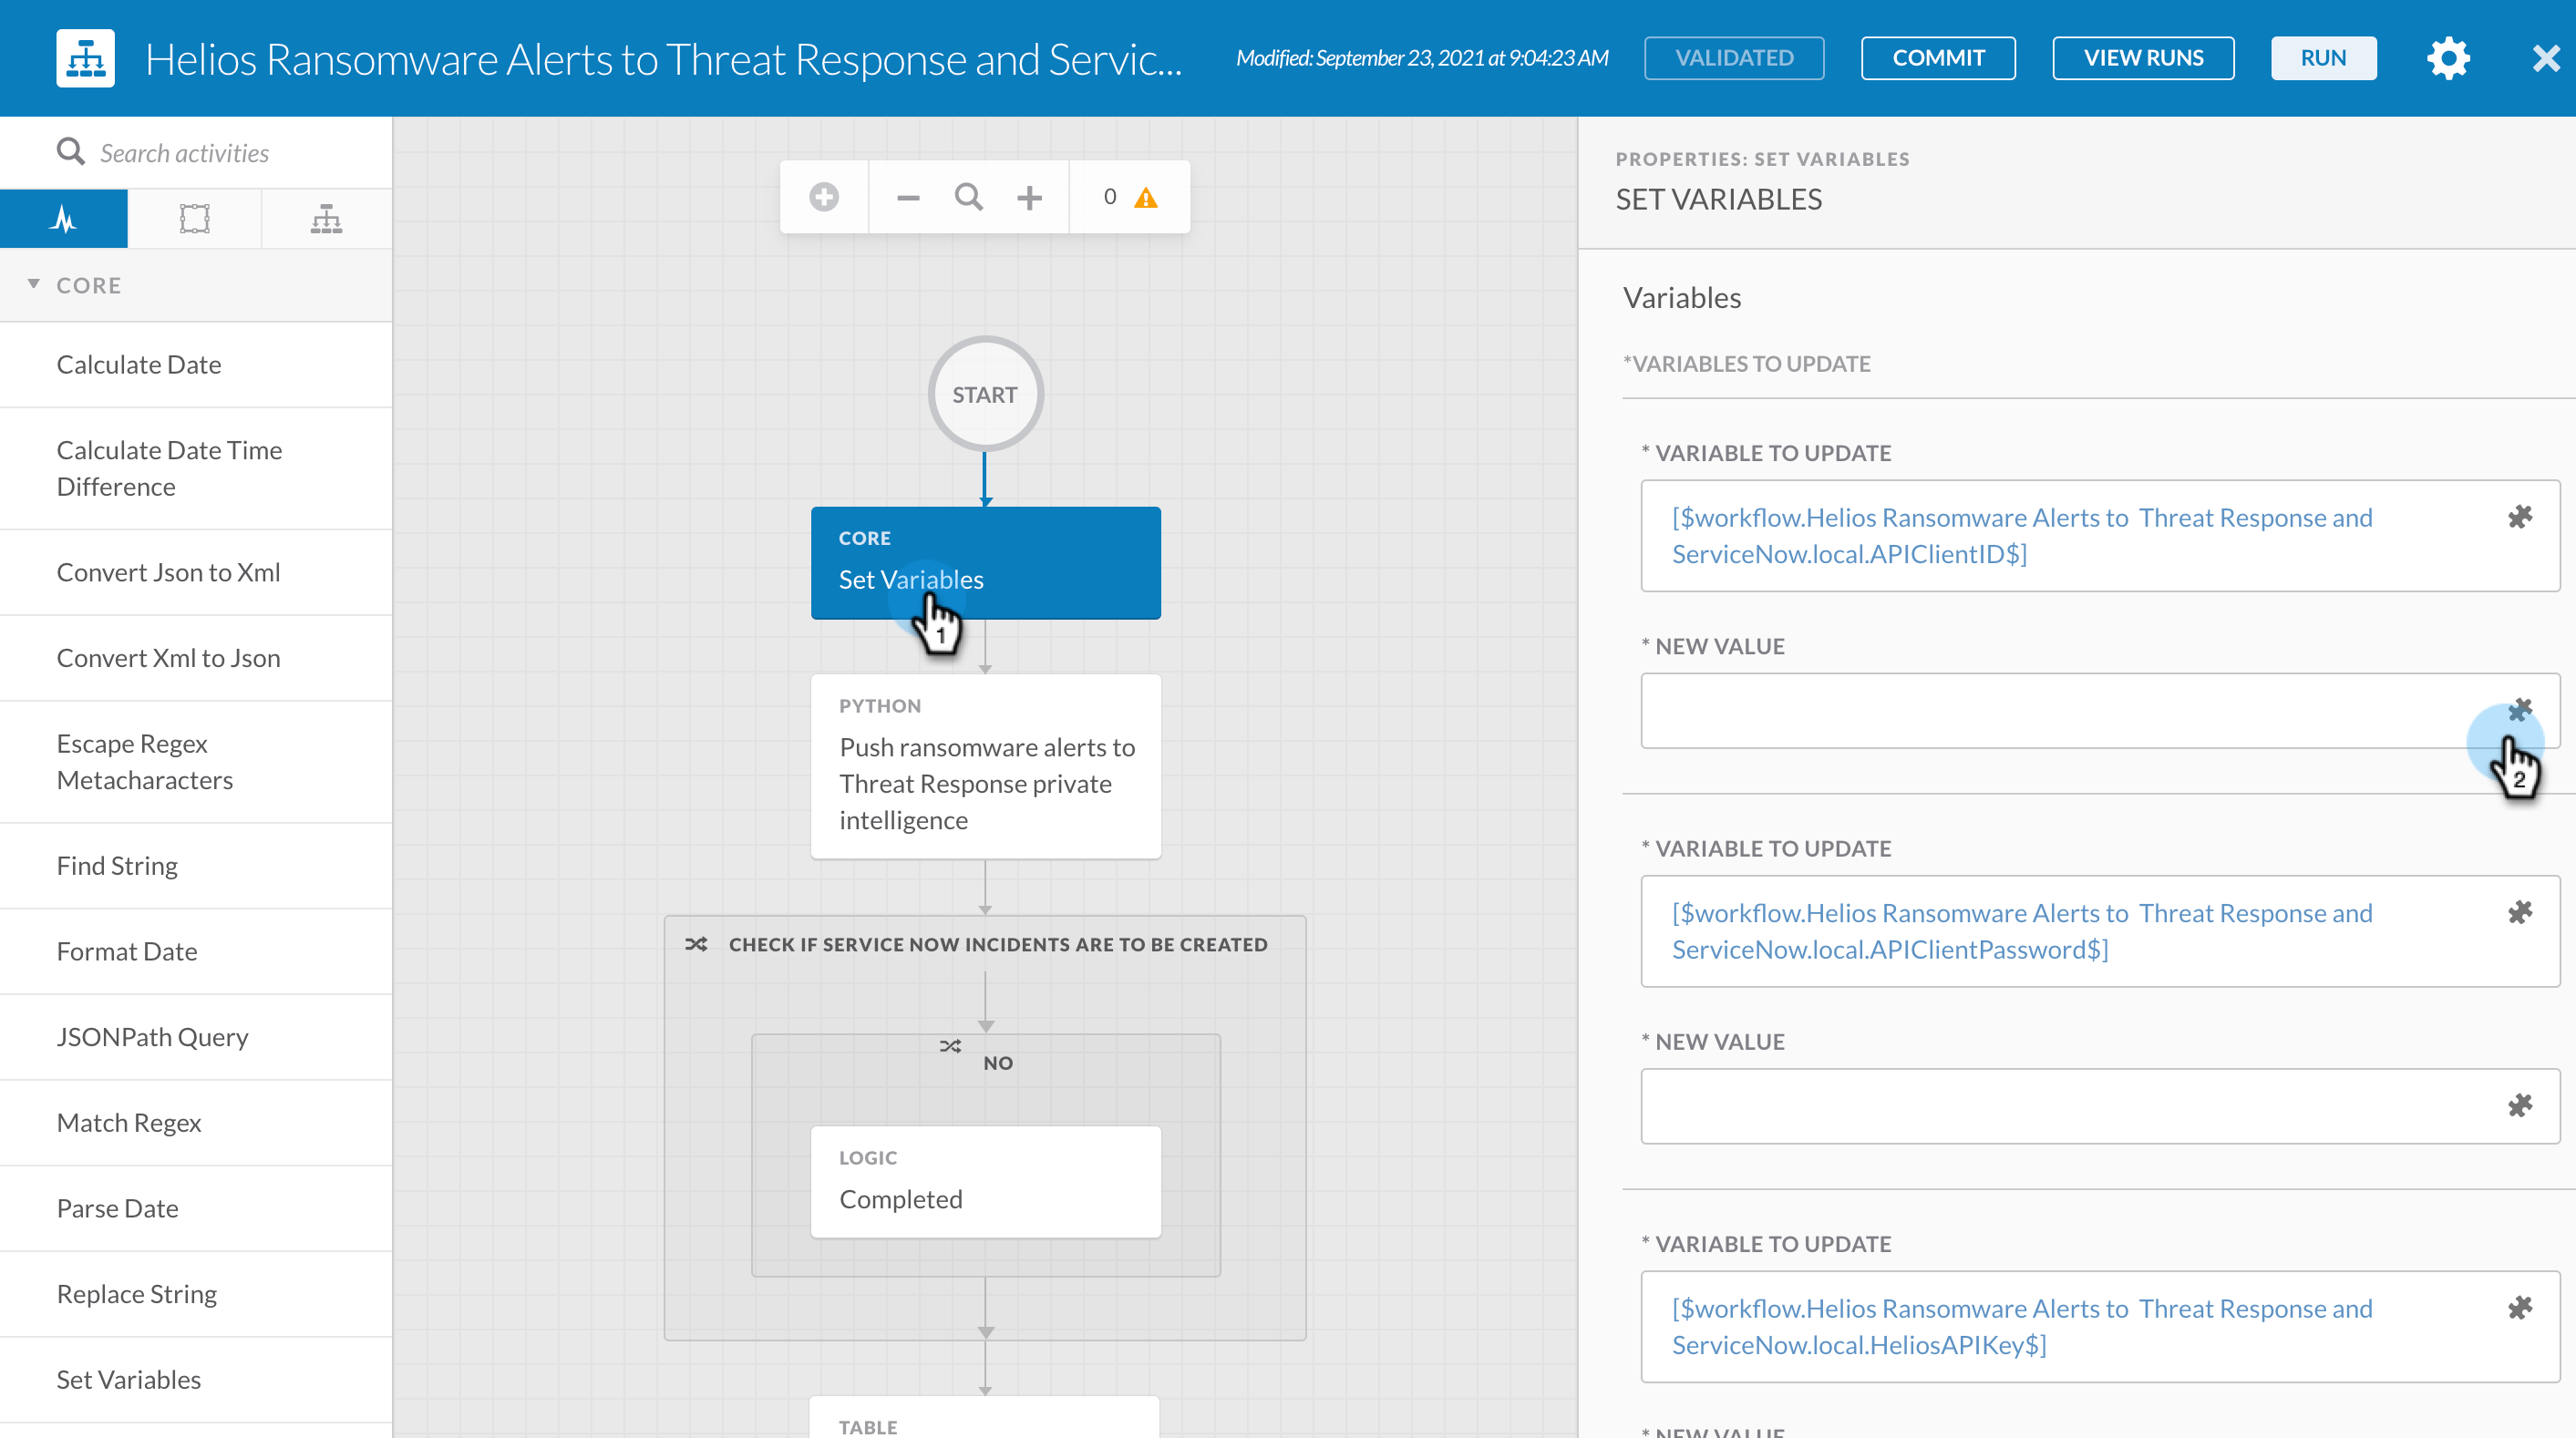 Helios Ransomware Alerts to Threat Response and Servic...
Modified: September 23, 2021 at 9:04:23 AM
VALIDATED
COMMIT
VIEW RUNS
RUN
Search activities
CORE
Calculate Date
Calculate Date Time
Difference
Convert Json to Xml
Convert Xml to Json
Escape Regex
Metacharacters
Find String
Format Date
JSONPath Query
Match Regex
Parse Date
Replace String
Set Variables
0
START
CORE
Set Variables
1
PYTHON
Push ransomware alerts to
Threat Response private
intelligence
CHECK IF SERVICE NOW INCIDENTS ARE TO BE CREATED
NO
LOGIC
Completed
TABLE
PROPERTIES: SET VARIABLES
SET VARIABLES
Variables
*VARIABLES TO UPDATE
* VARIABLE TO UPDATE
[$workflow.Helios Ransomware Alerts to  Threat Response and
ServiceNow.local.APIClientID$]
* NEW VALUE
2
* VARIABLE TO UPDATE
[$workflow.Helios Ransomware Alerts to  Threat Response and
ServiceNow.local.APIClientPassword$]
* NEW VALUE
* VARIABLE TO UPDATE
[$workflow.Helios Ransomware Alerts to  Threat Response and
ServiceNow.local.HeliosAPIKey$]
* NEW VALUE